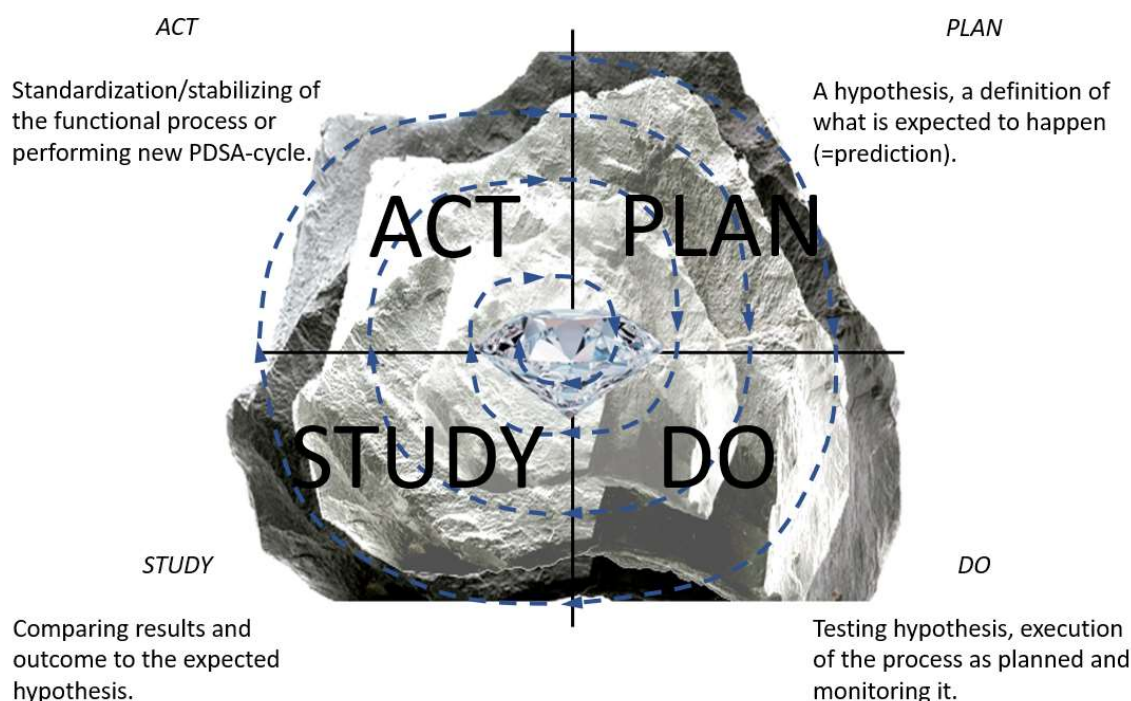 ACT
PLAN
Standardization/stabilizing of
the functional process or
performing new PDSA-cycle.
A hypothesis, a definition of
what is expected to happen
(=prediction).
ACT
PLAN
STUDY
DO
STUDY
DO
Comparing results and
outcome to the expected
hypothesis.
Testing hypothesis, execution
of the process as planned and
monitoring it.